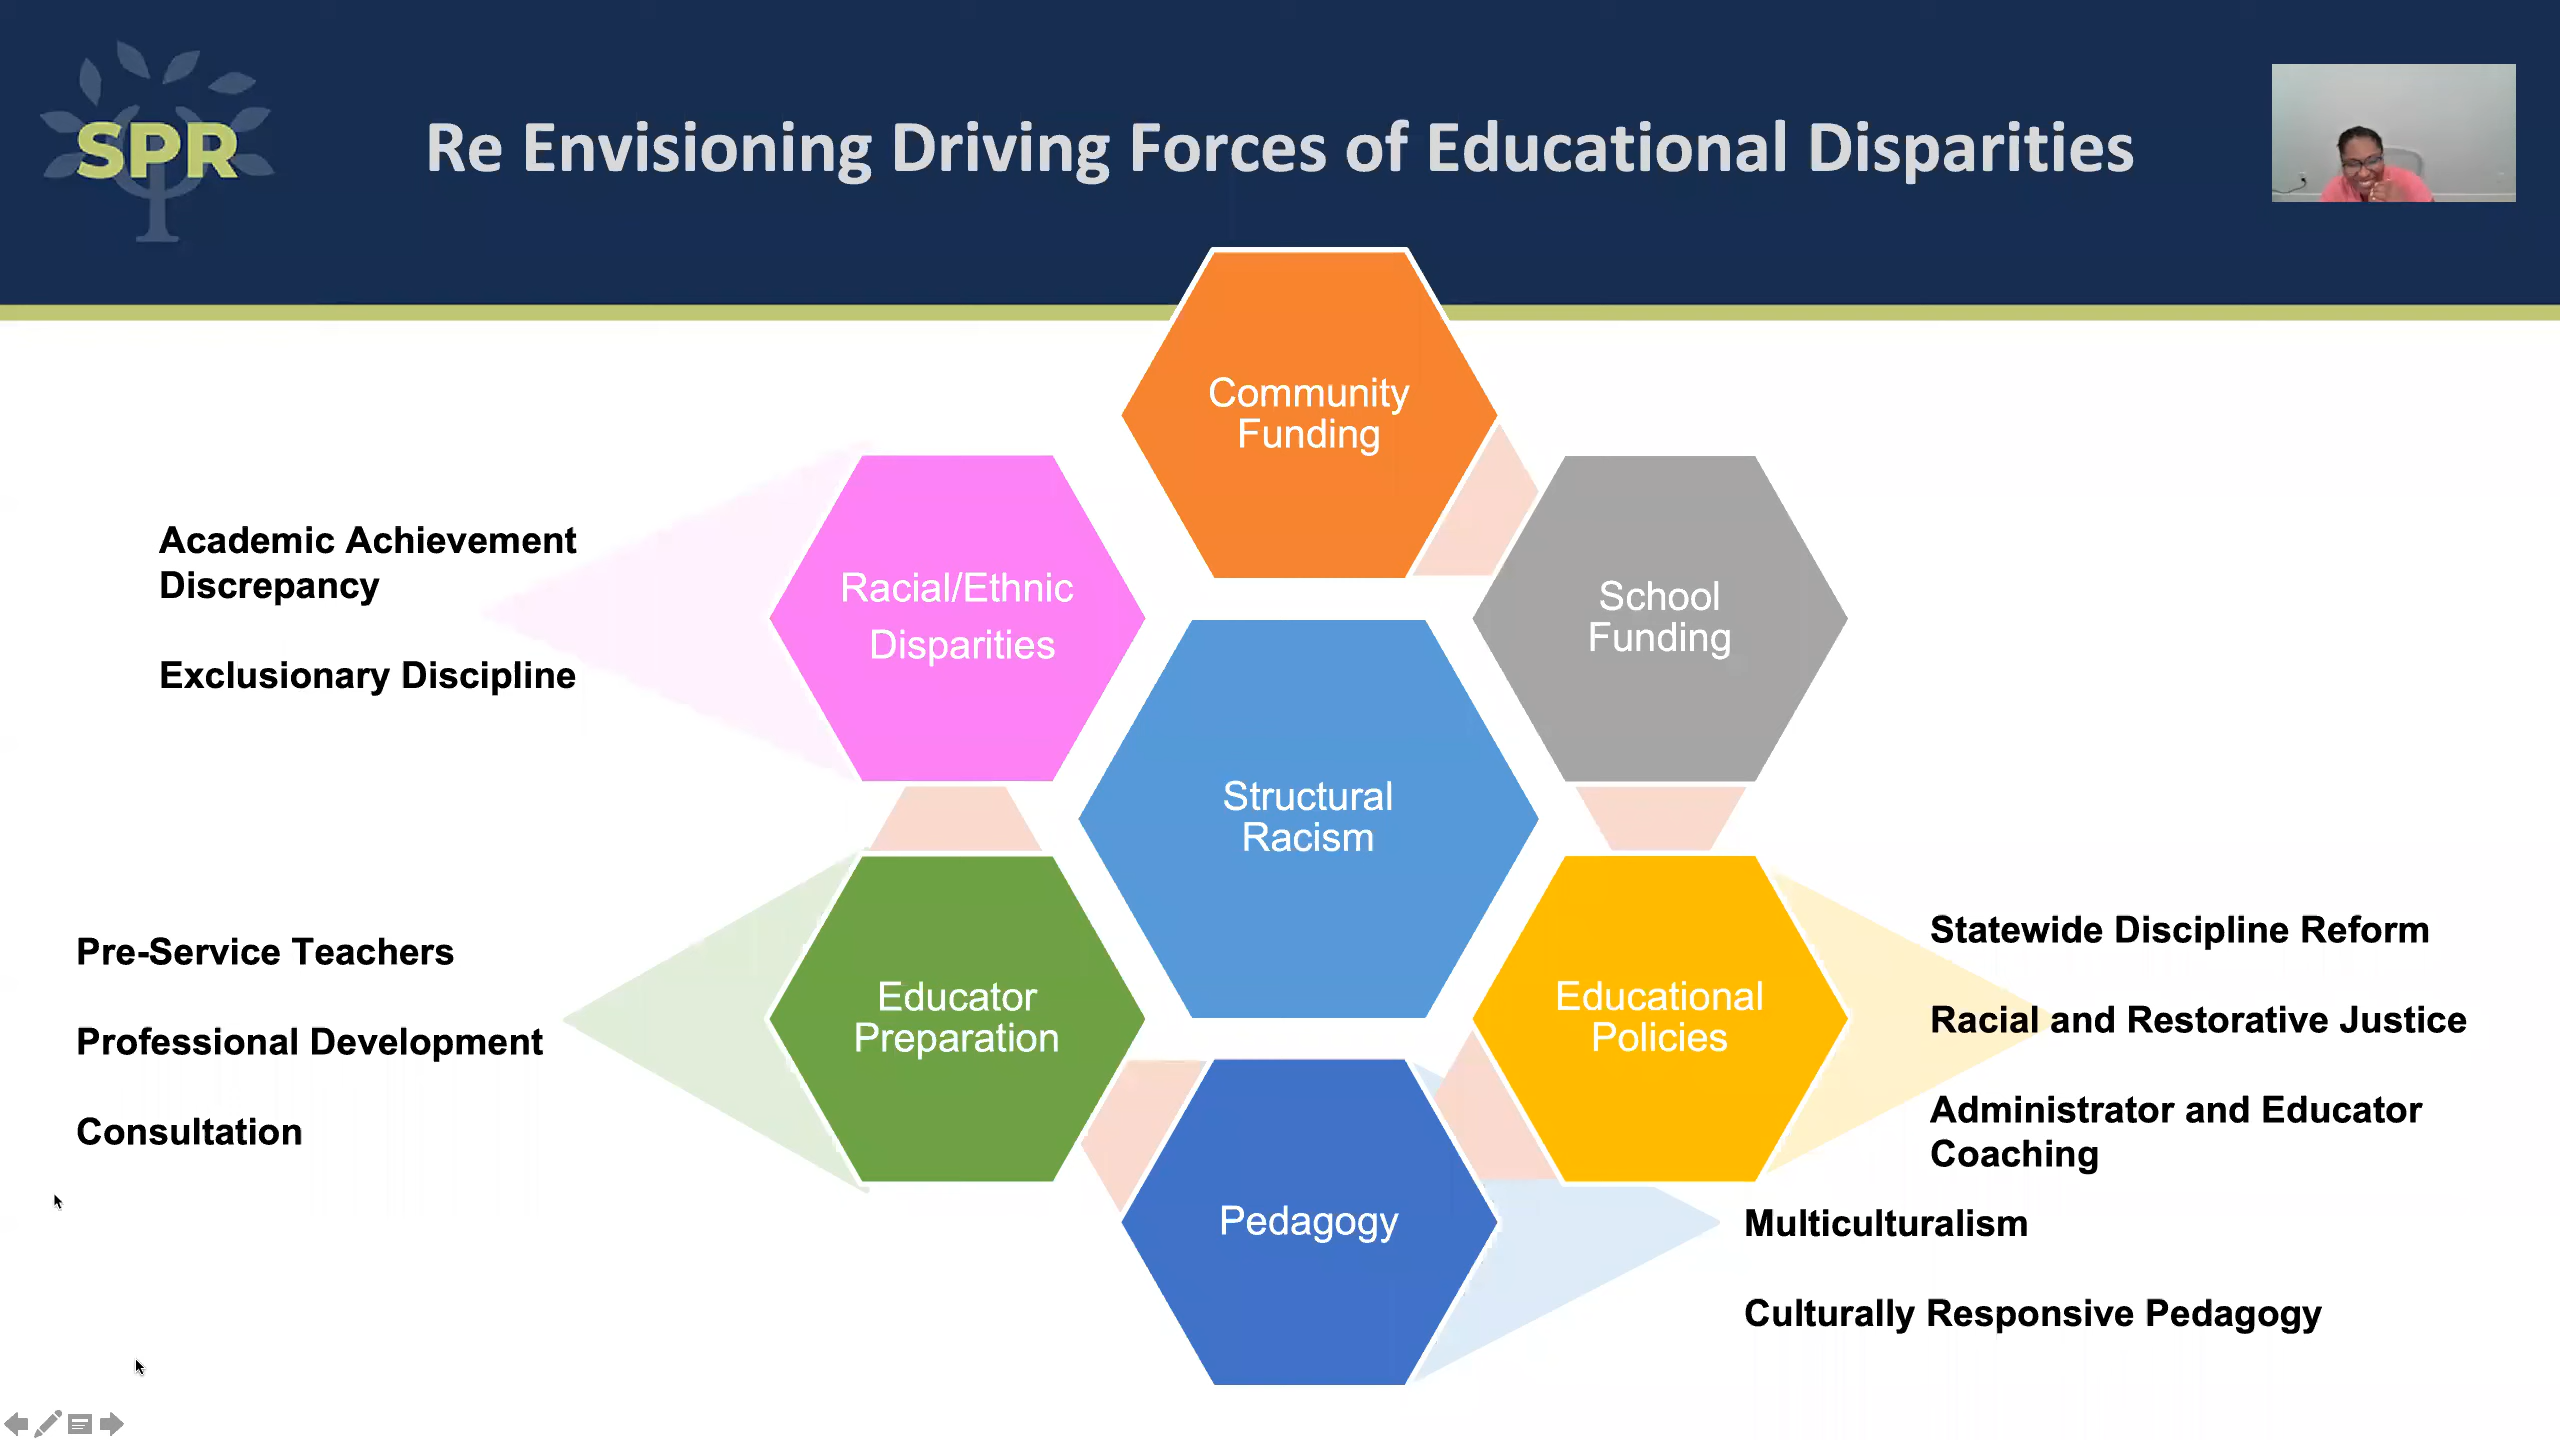 SPR
Re Envisioning Driving Forces of Educational Disparities
Community
Funding
Academic Achievement
Discrepancy
Exclusionary Discipline
Racial/Ethnic
Disparities
School
Funding
Structural
Racism
Pre-Service Teachers
Professional Development
Consultation
Educator
Preparation
Educational
Policies
Statewide Discipline Reform
Racial and Restorative Justice
Administrator and Educator
Coaching
Pedagogy
Multiculturalism
Culturally Responsive Pedagogy